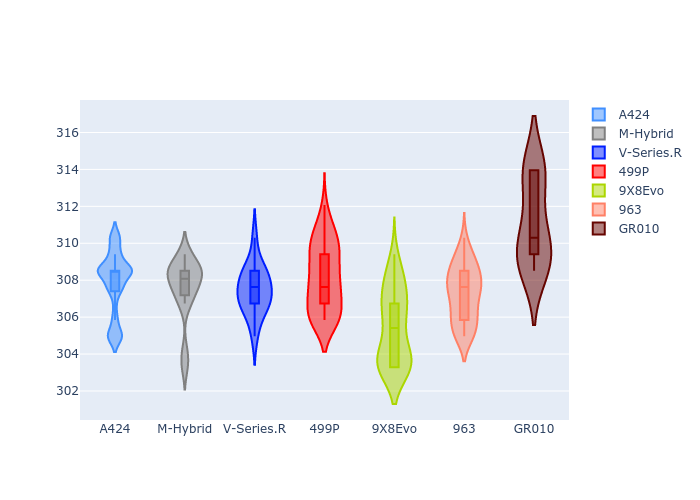 316
314
312
310
308
306
304
302
A424
M-Hybrid
V-Series.R
499P
9X8Evo
963
GR010
A424
M-Hybrid
V-Series.R
499P
9X8Evo
963
GR010